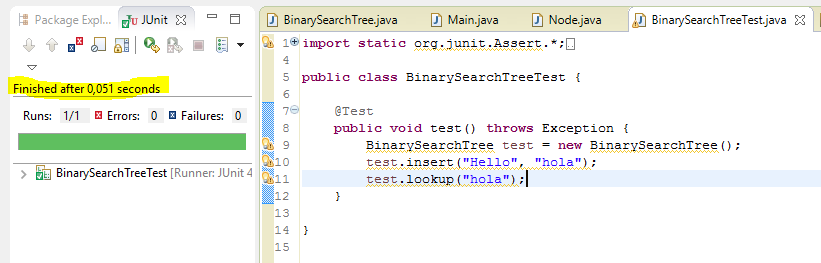 Package Expl... JUnit
Finished after 0,051 seconds
Runs: 1/1 Errors: 0 Failures: 0
BinarySearchTreeTest [Runner: JUnit 4
BinarySearchTree.java Main.java Node.java BinarySearchTreeTest.java
1 import static org.junit.Assert.*;
4
5 public class BinarySearchTreeTest {
6
7 @Test
8 public void test() throws Exception {
9 BinarySearchTree test = new BinarySearchTree();
10 test.insert("Hello", "hola");
11 test.lookup("hola");
12 }
13
14 }
15